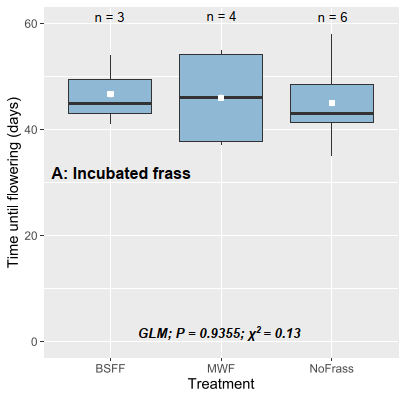 n = 3
n = 4
n = 6
60
40
20
0
Time until flowering (days)
A: Incubated frass
GLM; P = 0.9355; χ² = 0.13
BSFF
MWF
NoFrass
Treatment